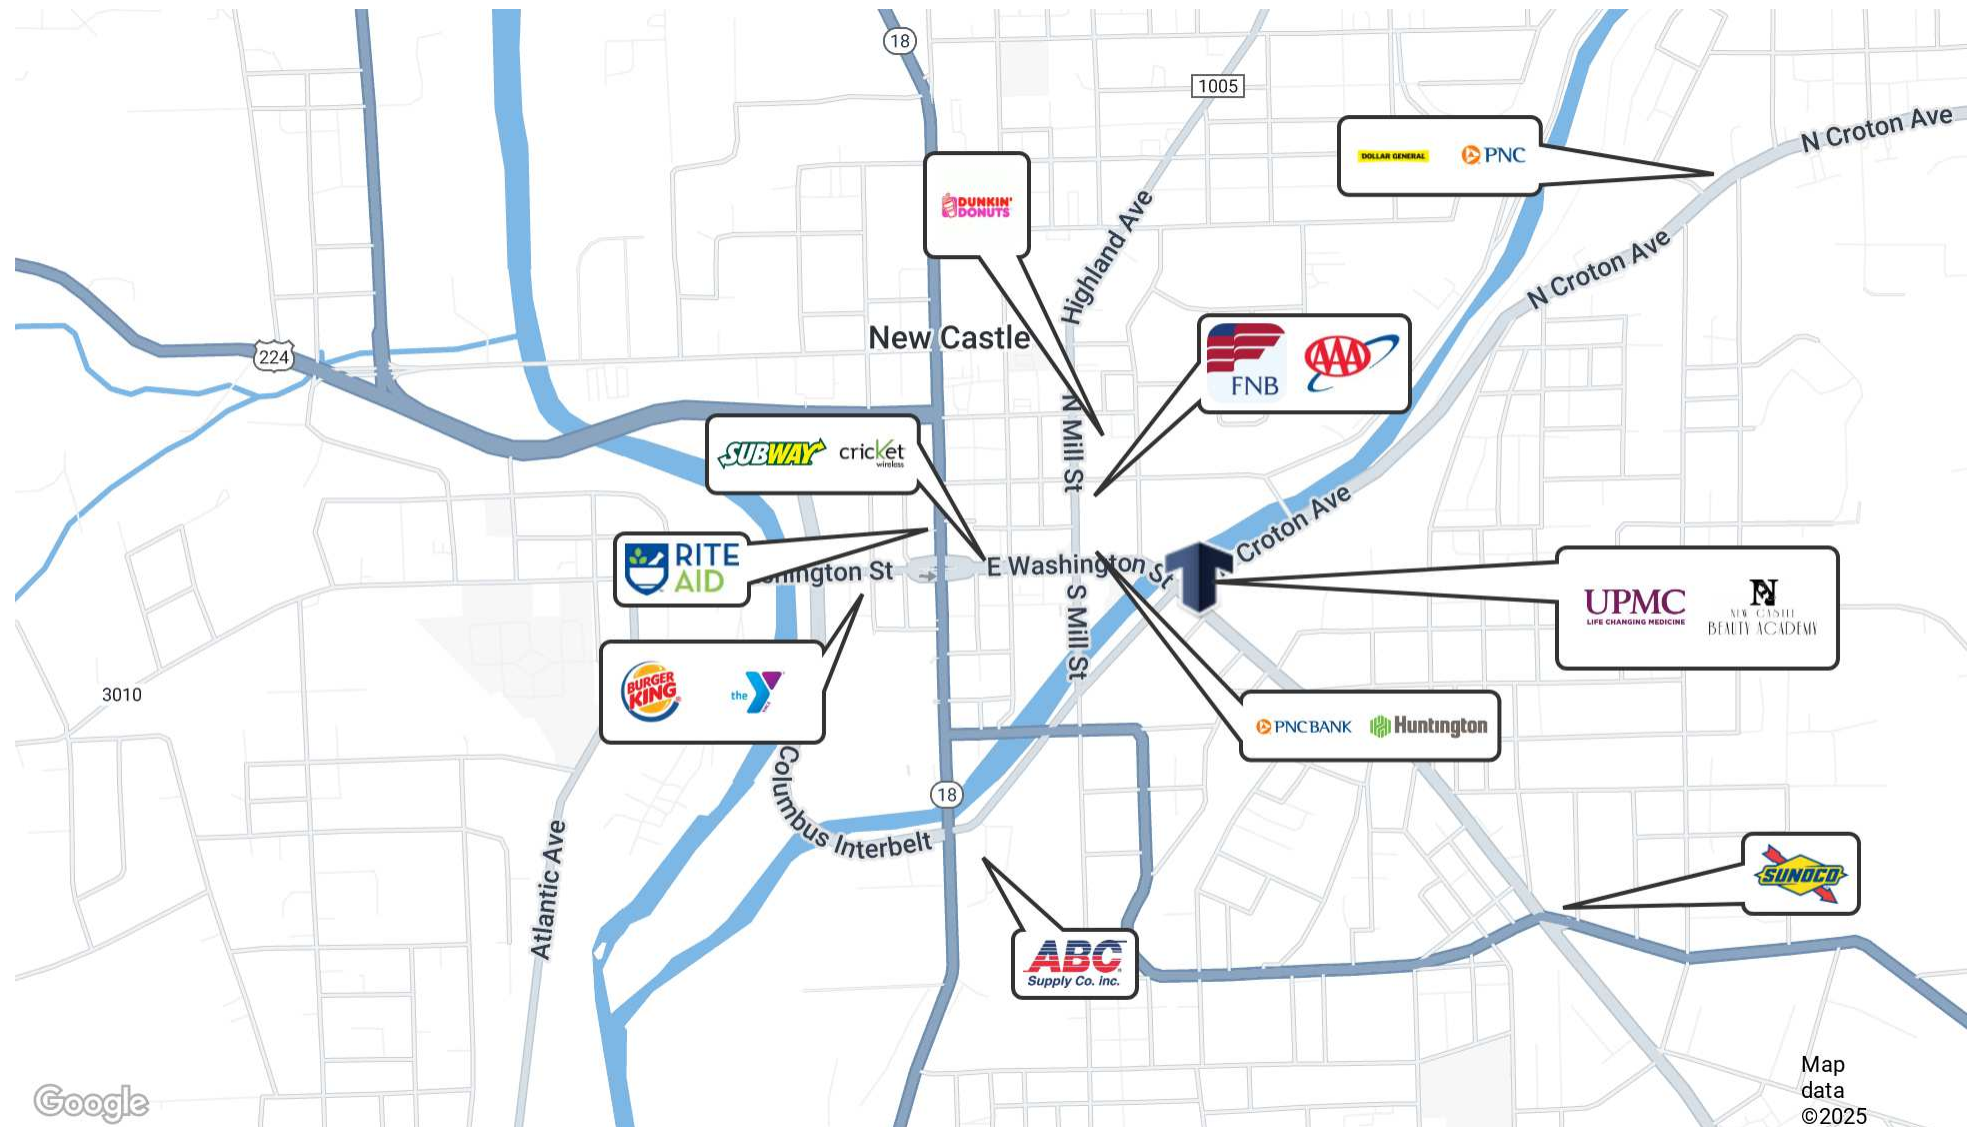 18
1005
N Croton Ave
DOLLAR GENERAL
PNC
DUNKIN'
DONUTS
Highland Ave
N Croton Ave
New Castle
224
FNB
AAA
N Mill St
SUBWAY
cricket
wireless
Croton Ave
RITE
AID
hington St
E Washington St
UPMC
LIFE CHANGING MEDICINE
NEW CASTLE
BEAUTY ACADEMY
S Mill St
BURGER
KING
the
3010
PNC BANK
Huntington
Columbus Interbelt
18
Atlantic Ave
SUNOCO
ABC
Supply Co. inc.
Google
Map
data
©2025